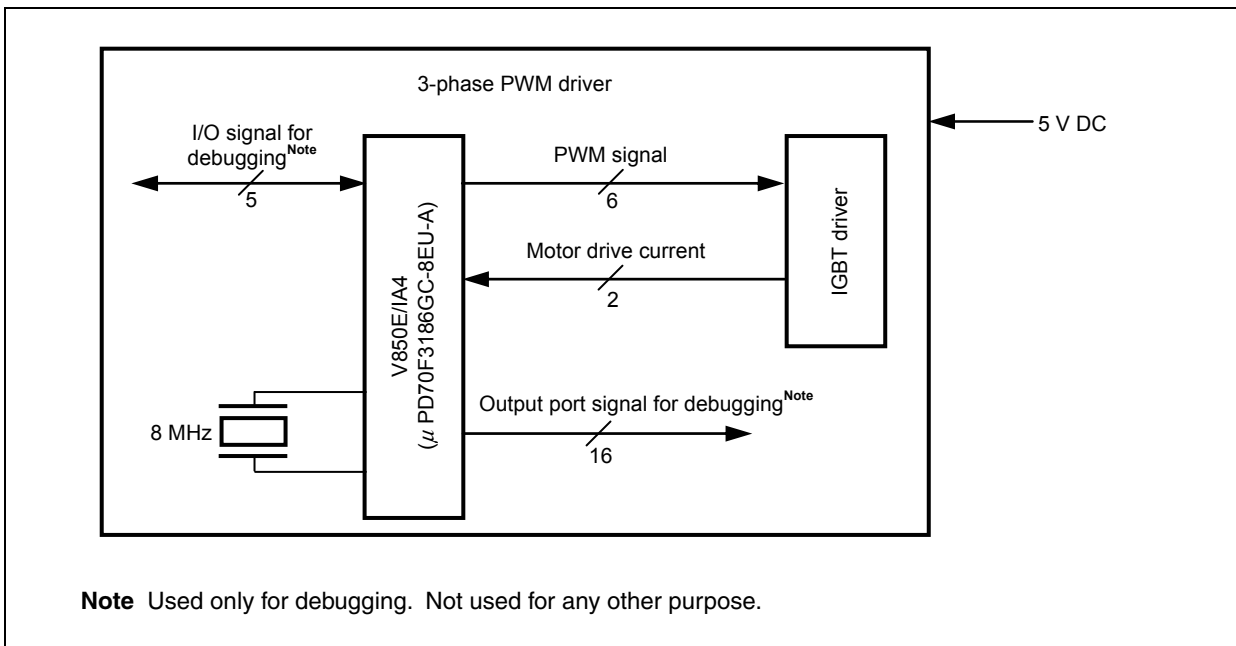 3-phase PWM driver
I/O signal for
debuggingNote
5
V850E/IA4
(μ PD70F3186GC-8EU-A)
PWM signal
6
Motor drive current
2
IGBT driver
5 V DC
8 MHz
Output port signal for debuggingNote
16
Note Used only for debugging. Not used for any other purpose.